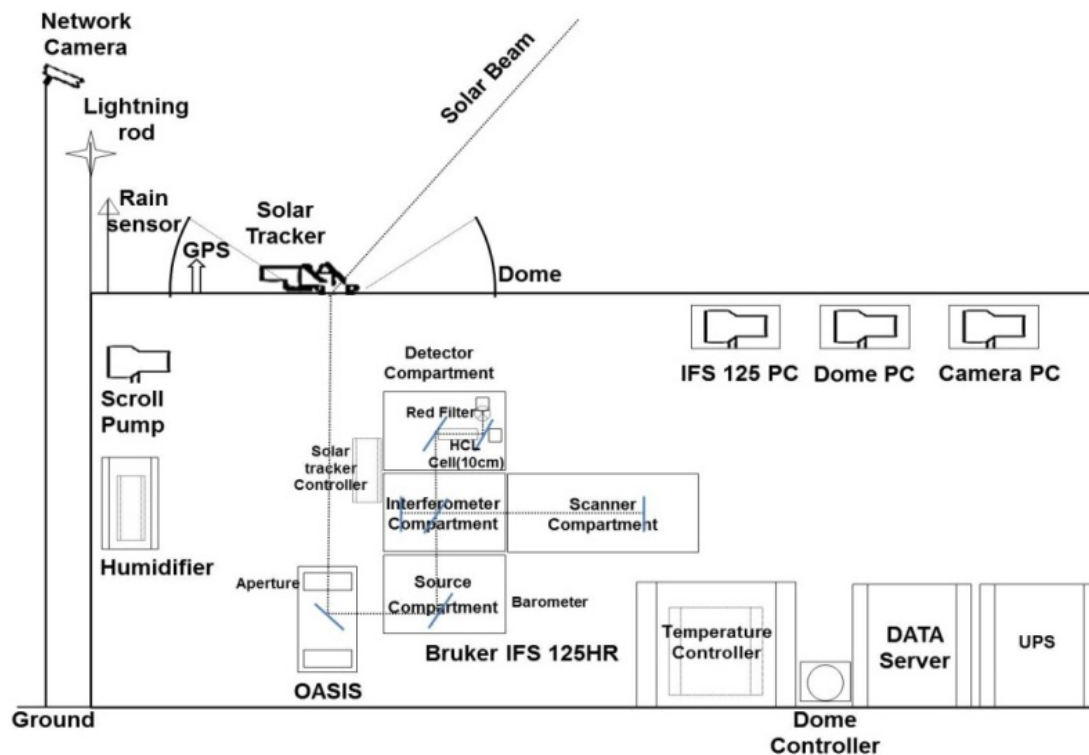 Network
Camera
Solar Beam
Lightning
rod
Rain
sensor
Solar
Tracker
GPS
Dome
Detector
Compartment
IFS 125 PC
Dome PC
Camera PC
Scroll
Pump
Red Filter
HCL
Cell(10cm)
Solar
tracker
Controller
Interferometer
Compartment
Scanner
Compartment
Humidifier
Aperture
Source
Compartment
Barometer
Bruker IFS 125HR
OASIS
Temperature
Controller
DATA
Server
UPS
Ground
Dome
Controller